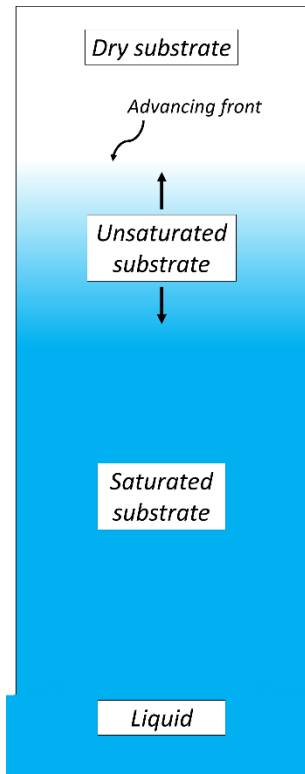 Dry substrate
Advancing front
Unsaturated
substrate
Saturated
substrate
Liquid